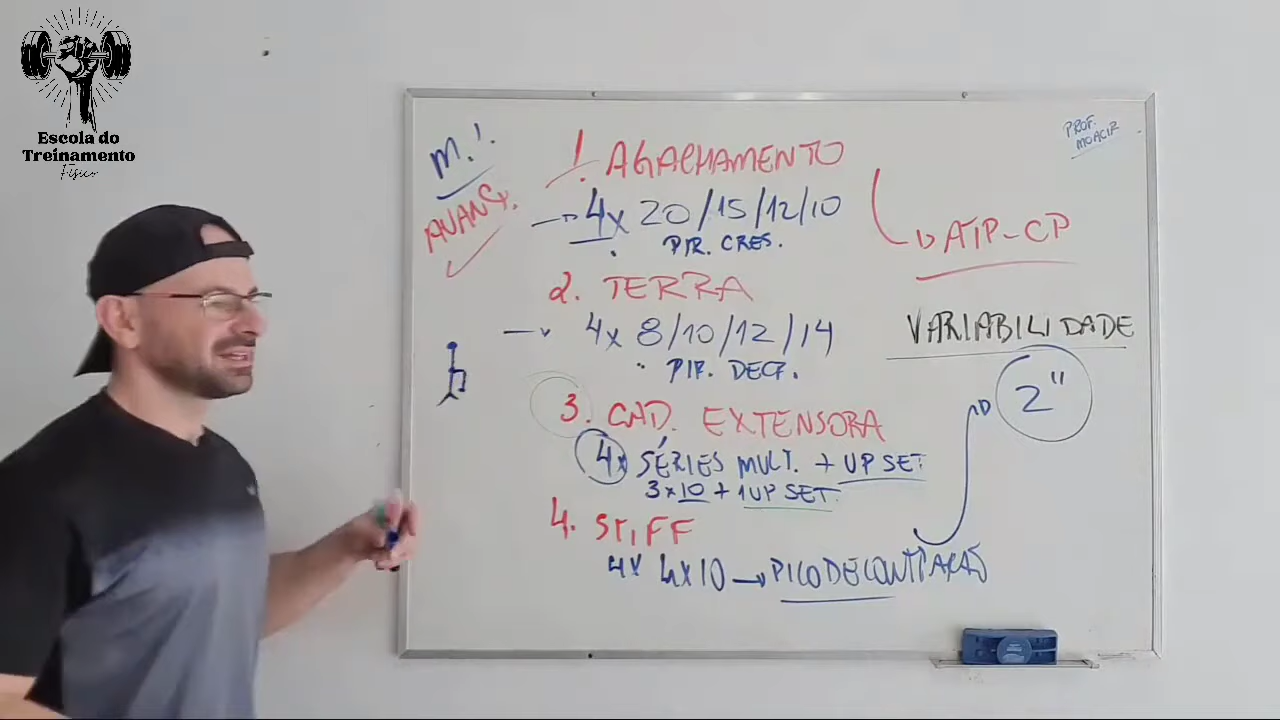 Escola do
Treinamento
Físico
PROF.
MOACIR
M.I.
AVANÇ.
1. AGACHAMENTO
4x 20/15/12/10
PIR. CRES.
ATP-CP
2. TERRA
4x 8/10/12/14
PIR. DECR.
VARIABILIDADE
2"
3. CAD. EXTENSORA
4x SÉRIES MULT. + UP SET
3x10 + 1UP SET.
4. STIFF
4x 4x10 → PICO DE CONTRAÇÃO